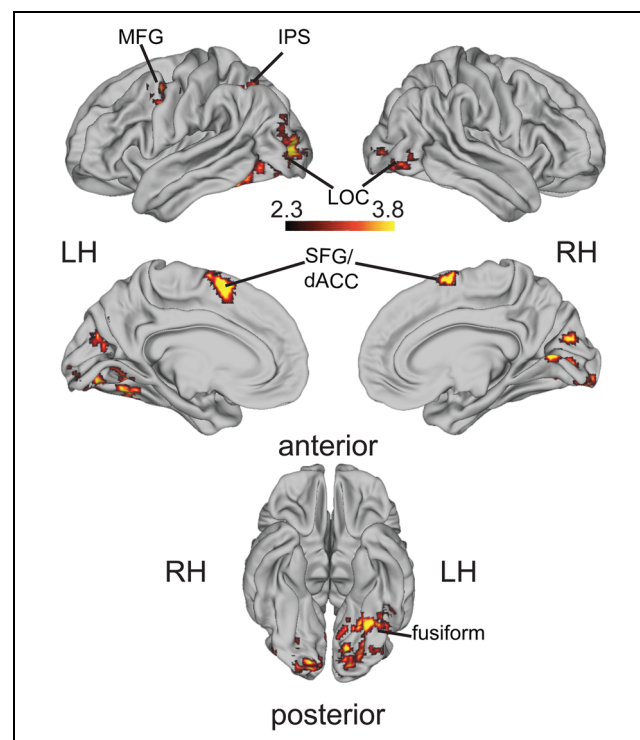 MFG
IPS
LOC
2.3 3.8
LH
SFG/
dACC
RH
anterior
RH
LH
fusiform
posterior